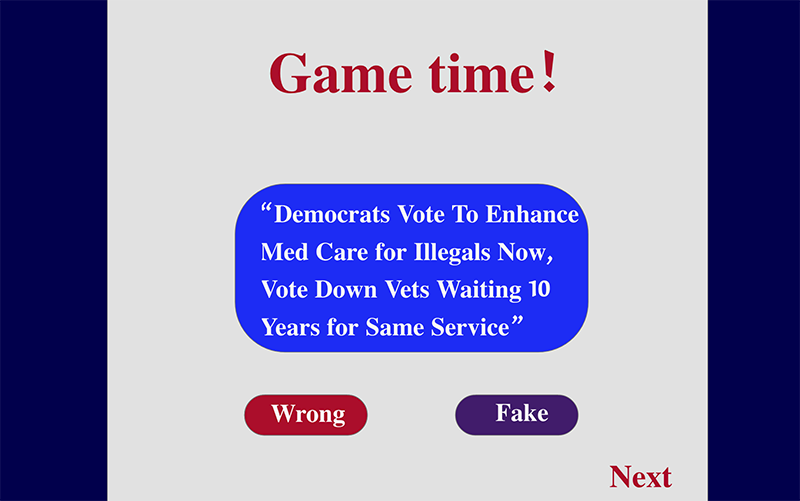 Game time!
“Democrats Vote To Enhance
Med Care for Illegals Now,
Vote Down Vets Waiting 10
Years for Same Service”
Wrong
Fake
Next